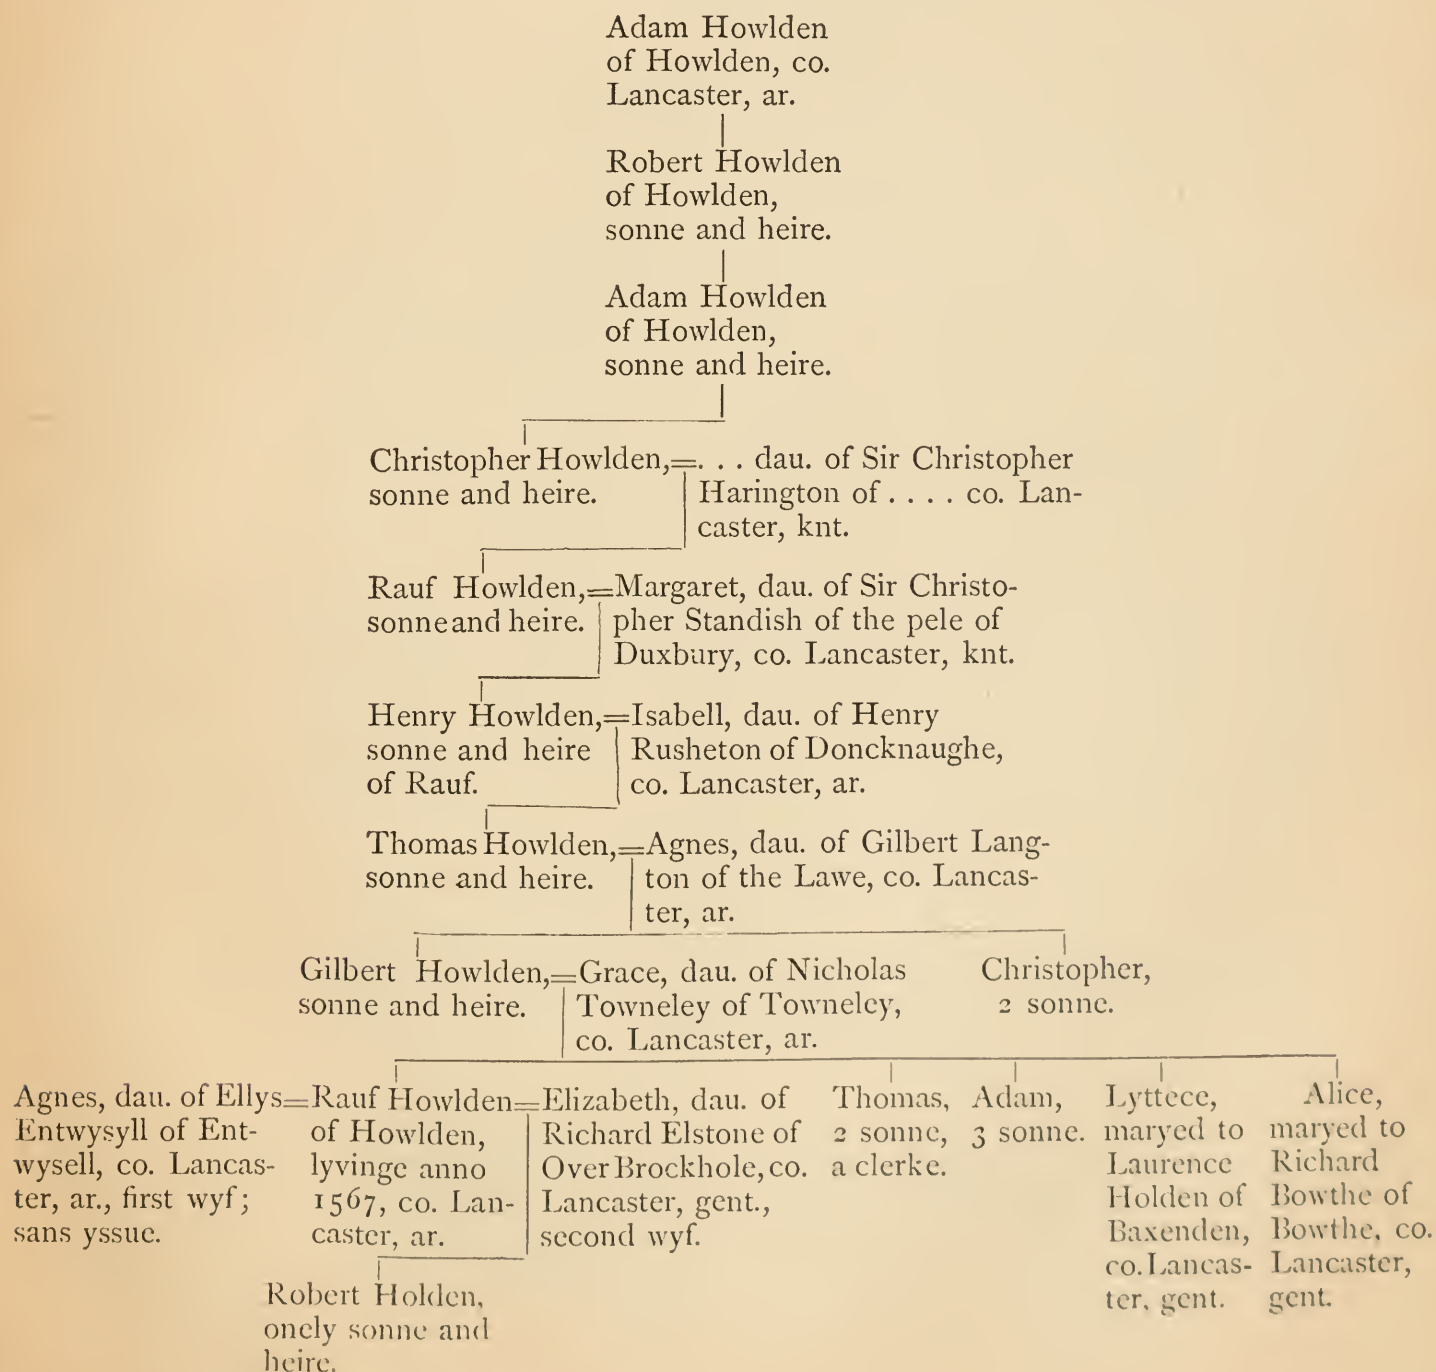 Adam Howlden
of Howlden, co.
Lancaster, ar.
Robert Howlden
of Howlden,
sonne and heire.
Adam Howlden
of Howlden,
sonne and heire.
Christopher Howlden,=. . . dau. of Sir Christopher
sonne and heire.
Harington of . . . . co. Lan-
caster, knt.
Rauf Howlden,=Margaret, dau. of Sir Christo-
sonne and heire.
pher Standish of the pele of
Duxbury, co. Lancaster, knt.
Henry Howlden,=Isabell, dau. of Henry
sonne and heire
of Rauf.
Rusheton of Doncknaughe,
co. Lancaster, ar.
Thomas Howlden,=Agnes, dau. of Gilbert Lang-
sonne and heire.
ton of the Lawe, co. Lancas-
ter, ar.
Gilbert Howlden,=Grace, dau. of Nicholas
sonne and heire.
Towneley of Towneley,
co. Lancaster, ar.
Christopher,
2 sonne.
Agnes, dau. of Ellys=Rauf Howlden=Elizabeth, dau. of
Entwysyll of Ent-
wysell, co. Lancas-
ter, ar., first wyf;
sans yssue.
of Howlden,
lyvinge anno
1567, co. Lan-
caster, ar.
Richard Elstone of
Over Brockhole, co.
Lancaster, gent.,
second wyf.
Thomas,
2 sonne,
a clerke.
Adam,
3 sonne.
Lyttece,
maryed to
Laurence
Holden of
Baxenden,
co. Lancas-
ter, gent.
Alice,
maryed to
Richard
Bowthe of
Bowthe, co.
Lancaster,
gent.
Robert Holden,
onely sonne and
heire.